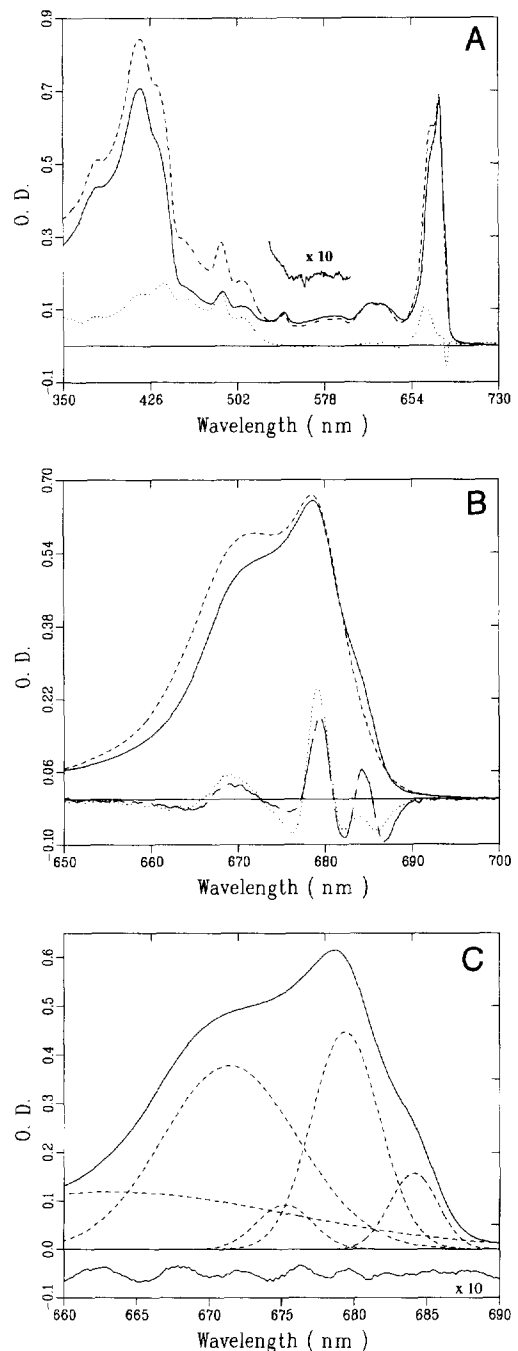 A
O. D.
0.9
0.7
0.5
0.3
0.1
-0.1
x 10
350 426 502 578 654 730
Wavelength ( nm )
B
O. D.
0.70
0.54
0.38
0.22
0.06
-0.10
650 660 670 680 690 700
Wavelength ( nm )
C
O. D.
0.6
0.5
0.4
0.3
0.2
0.1
0.0
-0.1
x 10
660 665 670 675 680 685 690
Wavelength ( nm )